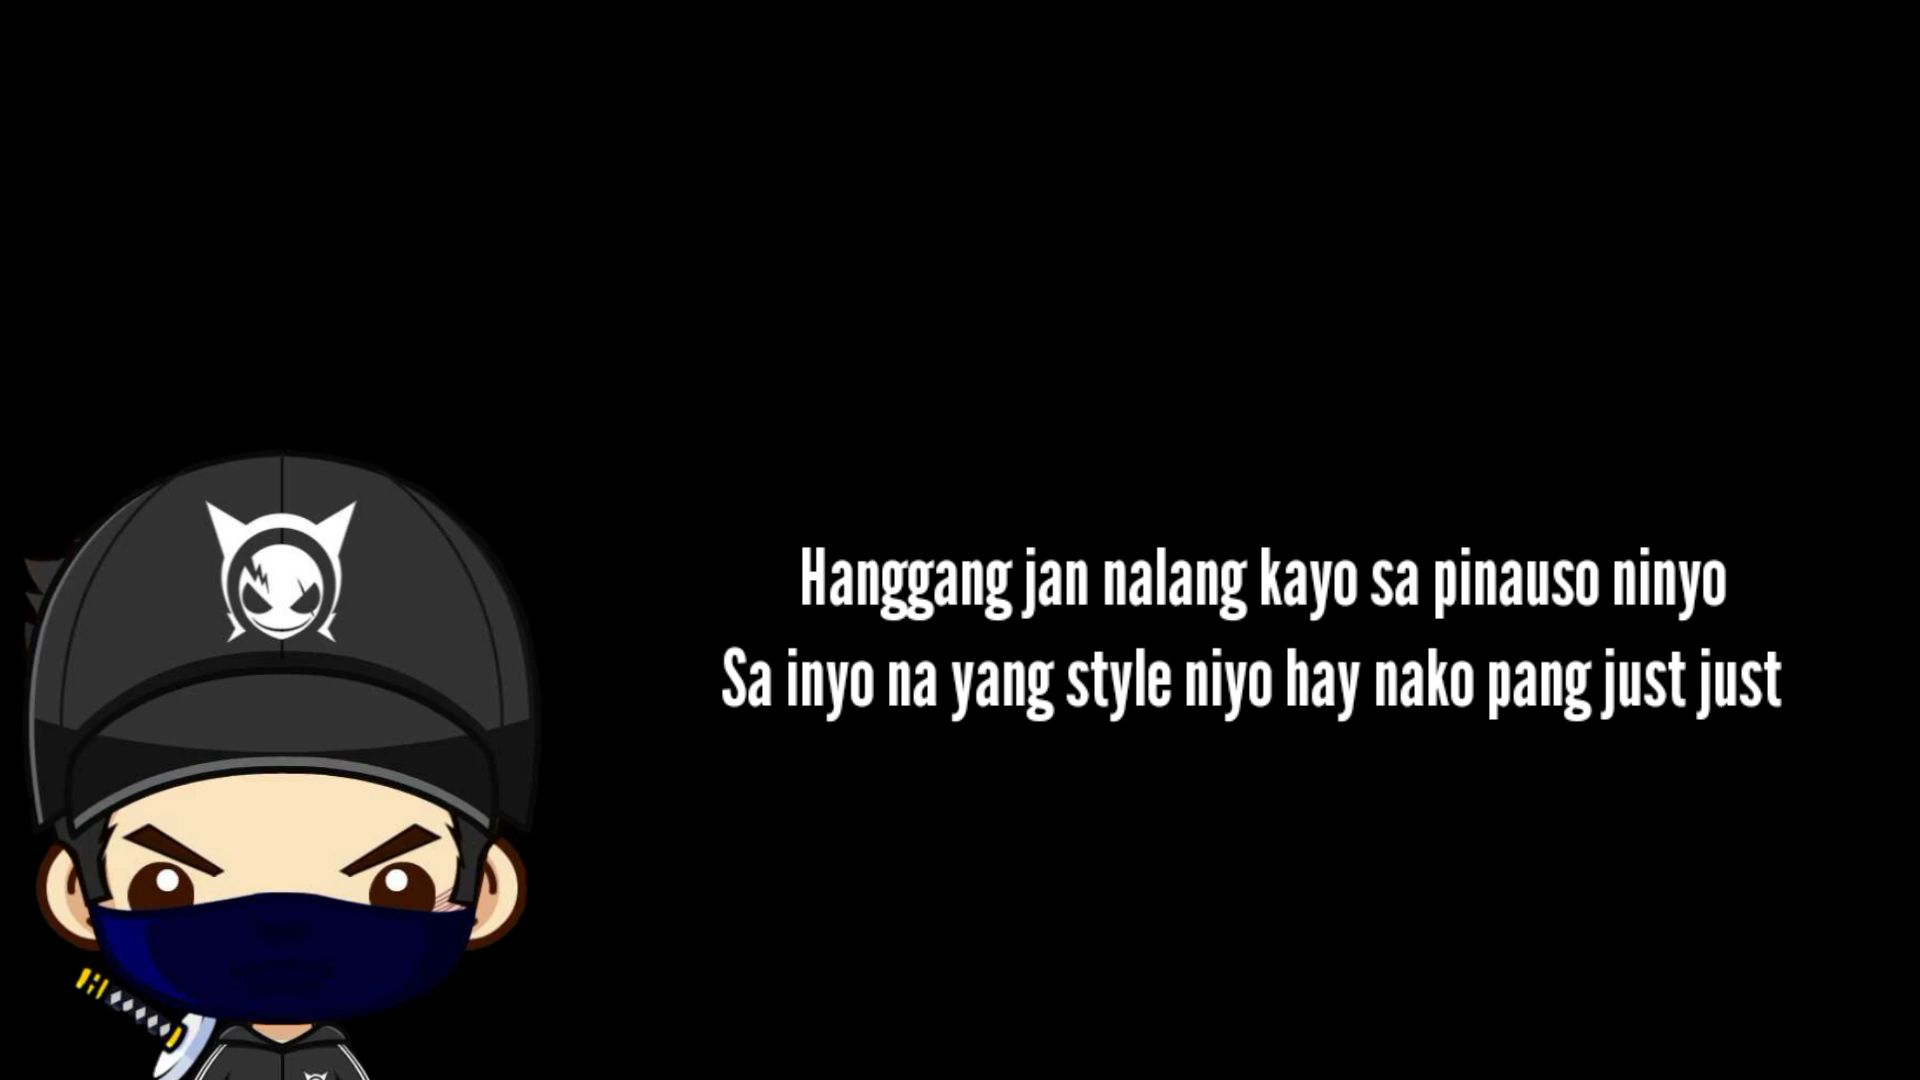 Hanggang jan nalang kayo sa pinauso ninyo
Sa inyo na yang style niyo hay nako pang just just